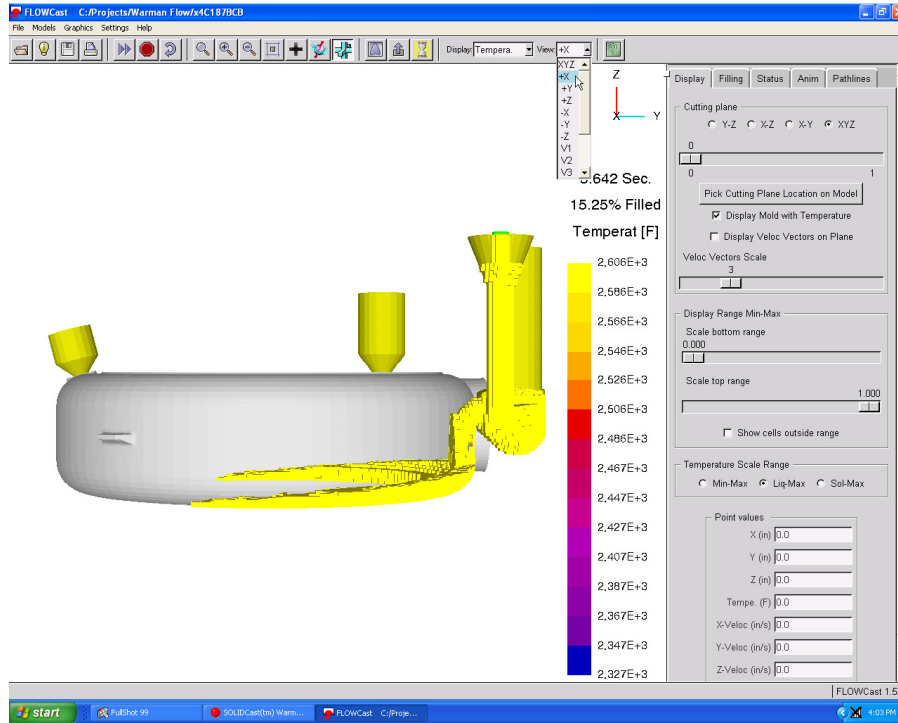 FLOWCast C:/Projects/Warman Flow/x4C187BCB
File Models Graphics Settings Help
Display: Tempera. View: +X
XYZ
+X
+Y
+Z
-X
-Y
-Z
V1
V2
V3
Z
X Y
.642 Sec.
15.25% Filled
Temperat [F]
2,606E+3
2,586E+3
2,566E+3
2,546E+3
2,526E+3
2,506E+3
2,486E+3
2,467E+3
2,447E+3
2,427E+3
2,407E+3
2,387E+3
2,367E+3
2,347E+3
2,327E+3
Display Filling Status Anim Pathlines
Cutting plane
Y-Z X-Z X-Y XYZ
0
0 1
Pick Cutting Plane Location on Model
Display Mold with Temperature
Display Veloc Vectors on Plane
Veloc Vectors Scale
3
Display Range Min-Max
Scale bottom range
0.000
Scale top range
1.000
Show cells outside range
Temperature Scale Range
Min-Max Liq-Max Sol-Max
Point values
X (in) 0.0
Y (in) 0.0
Z (in) 0.0
Tempe. (F) 0.0
X-Veloc (in/s) 0.0
Y-Veloc (in/s) 0.0
Z-Veloc (in/s) 0.0
FLOWCast 1.5
start FullShot 99 SOLIDCast(tm) Warm... FLOWCast C:/Proje... 4:03 PM